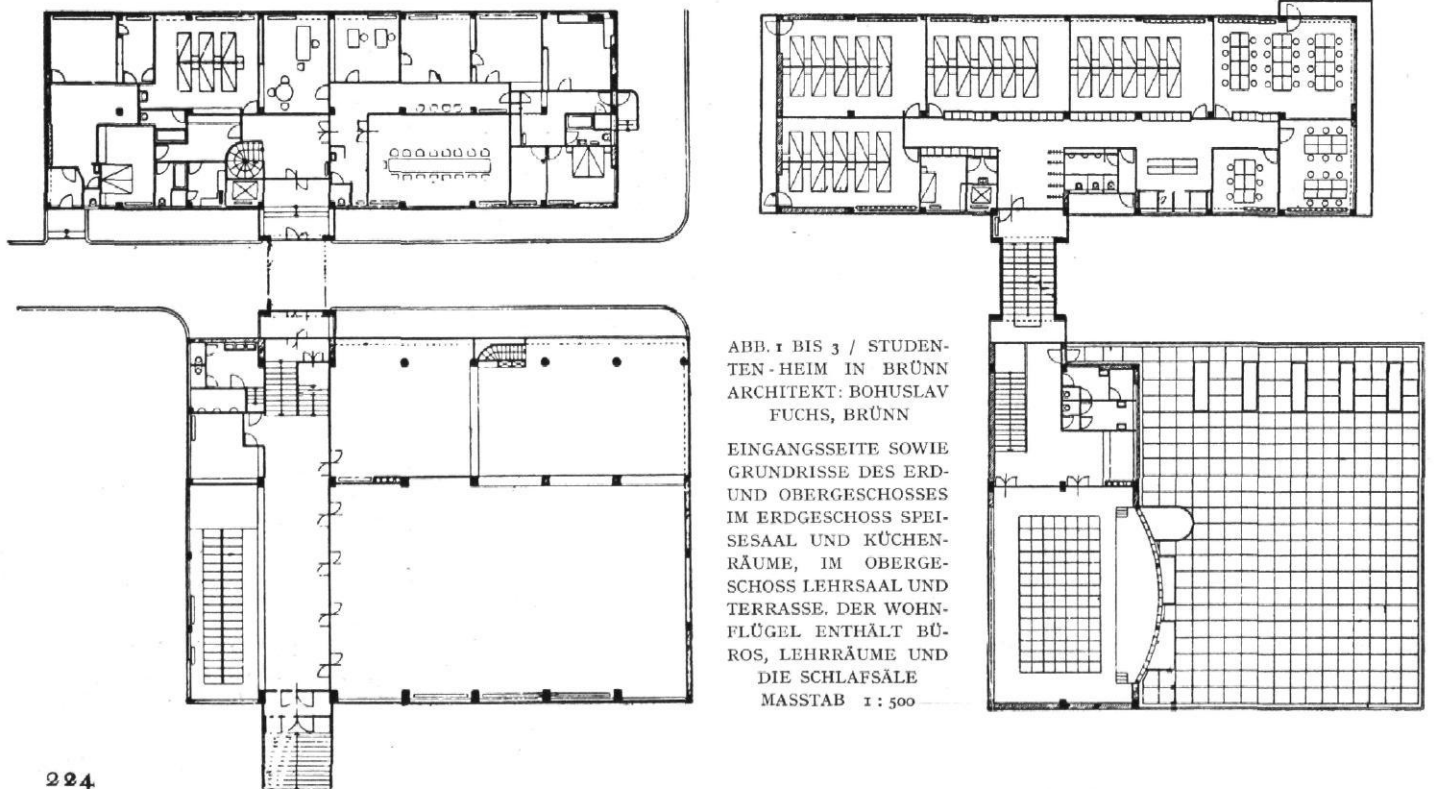 ABB. 1 BIS 3 / STUDEN-
TEN-HEIM IN BRÜNN
ARCHITEKT: BOHUSLAV
FUCHS, BRÜNN
EINGANGSSEITE SOWIE
GRUNDRISSE DES ERD-
UND OBERGESCHOSSES
IM ERDGESCHOSS SPEI-
SESAAL UND KÜCHEN-
RÄUME, IM OBERGE-
SCHOSS LEHRSAAL UND
TERRASSE. DER WOHN-
FLÜGEL ENTHÄLT BÜ-
ROS, LEHRRÄUME UND
DIE SCHLAFSÄLE
MASSTAB 1 : 500
224